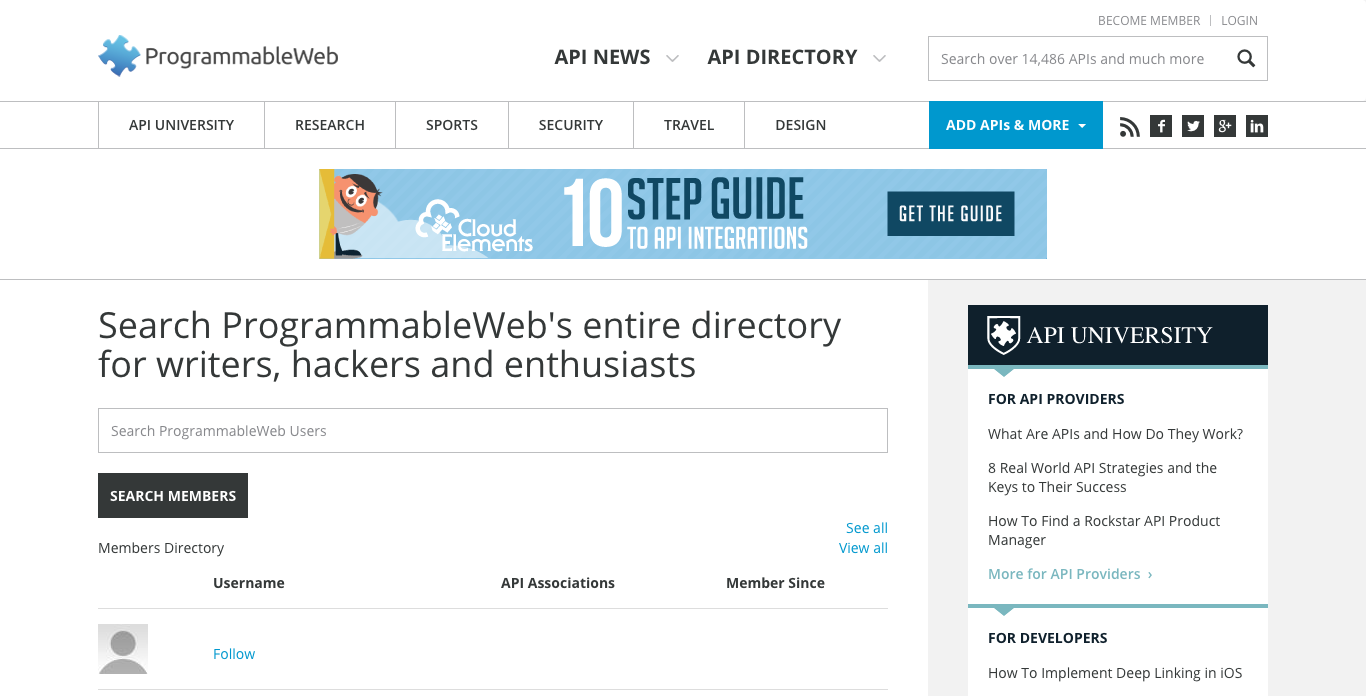 BECOME MEMBER | LOGIN
ProgrammableWeb
API NEWS API DIRECTORY
Search over 14,486 APIs and much more
API UNIVERSITY RESEARCH SPORTS SECURITY TRAVEL DESIGN ADD APIs & MORE
Cloud Elements
10 STEP GUIDE
TO API INTEGRATIONS
GET THE GUIDE
Search ProgrammableWeb's entire directory
for writers, hackers and enthusiasts
Search ProgrammableWeb Users
SEARCH MEMBERS
See all
Members Directory View all
Username API Associations Member Since
Follow
API UNIVERSITY
FOR API PROVIDERS
What Are APIs and How Do They Work?
8 Real World API Strategies and the
Keys to Their Success
How To Find a Rockstar API Product
Manager
More for API Providers ›
FOR DEVELOPERS
How To Implement Deep Linking in iOS